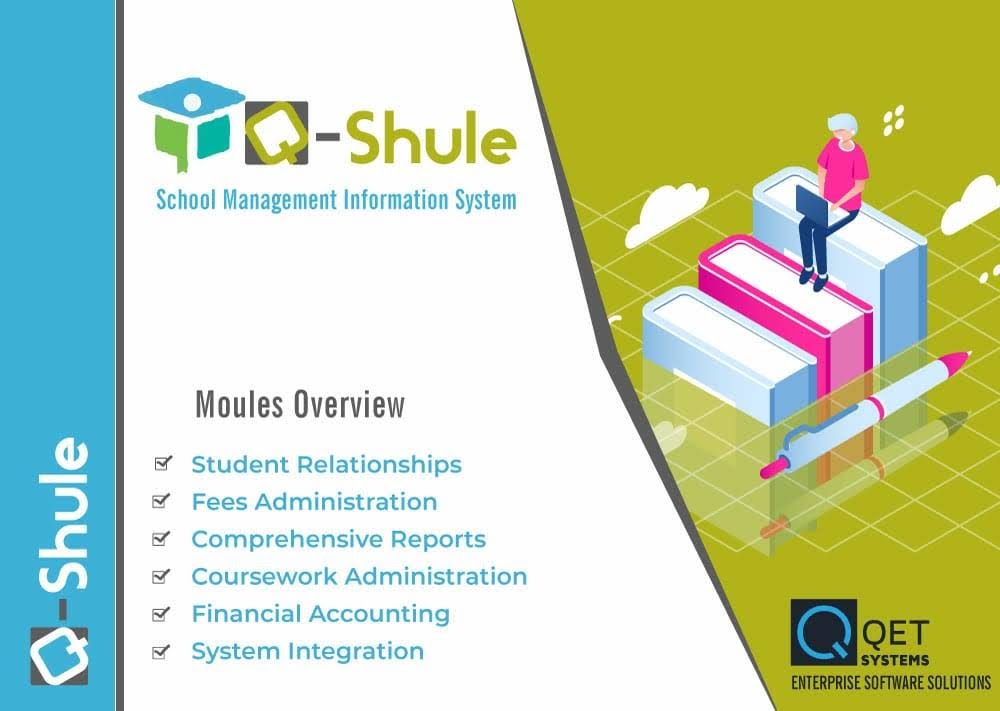 Q-Shule
School Management Information System
Moules Overview
Student Relationships
Fees Administration
Comprehensive Reports
Coursework Administration
Financial Accounting
System Integration
Q-Shule
QET
SYSTEMS
ENTERPRISE SOFTWARE SOLUTIONS